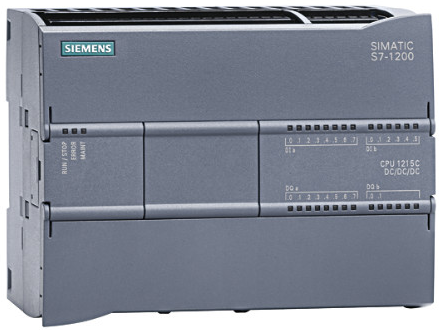 SIEMENS
SIMATIC
S7-1200
RUN / STOP
ERROR
MAINT
0 1 2 3 4 5 6 7
DI a
0 1 2 3 4 5
DI b
CPU 1215C
DC/DC/DC
DQ a
0 1 2 3 4 5 6 7
DQ b
0 1